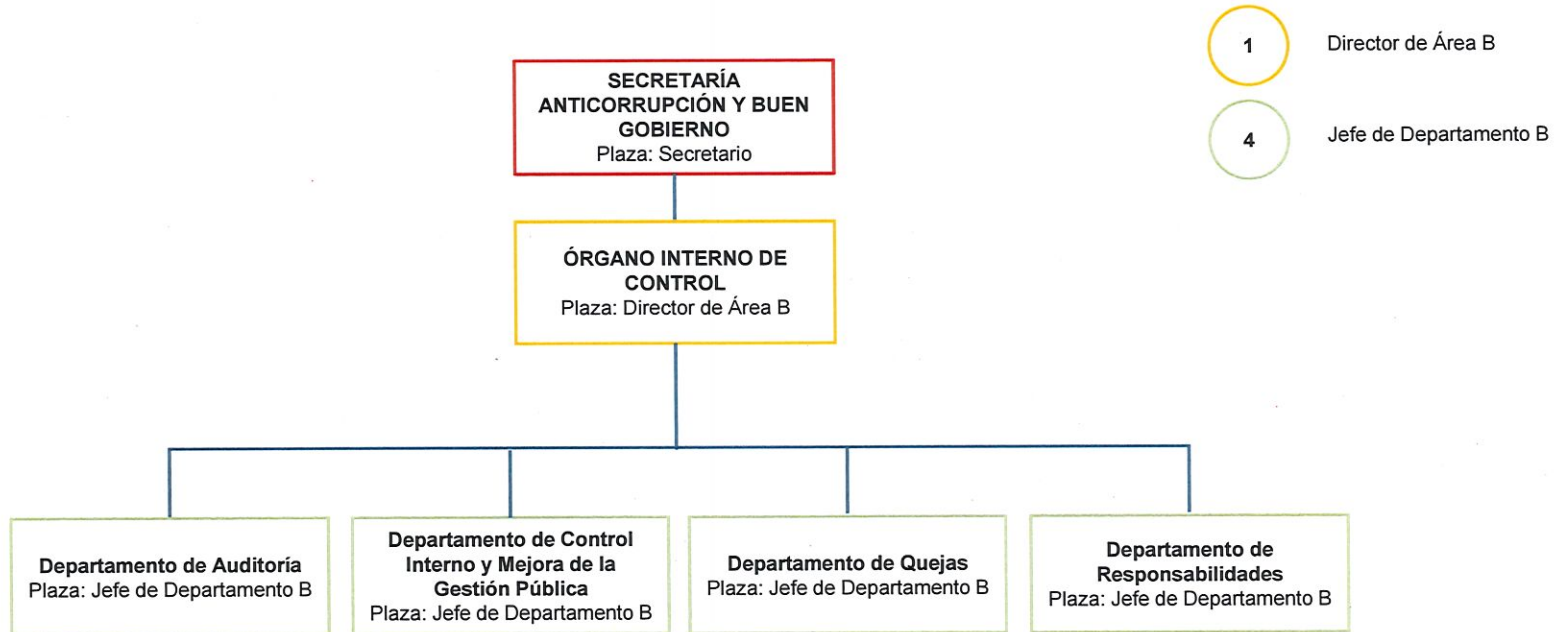 1
Director de Área B
4
Jefe de Departamento B
SECRETARÍA
ANTICORRUPCIÓN Y BUEN
GOBIERNO
Plaza: Secretario
ÓRGANO INTERNO DE
CONTROL
Plaza: Director de Área B
Departamento de Auditoría
Plaza: Jefe de Departamento B
Departamento de Control
Interno y Mejora de la
Gestión Pública
Plaza: Jefe de Departamento B
Departamento de Quejas
Plaza: Jefe de Departamento B
Departamento de
Responsabilidades
Plaza: Jefe de Departamento B